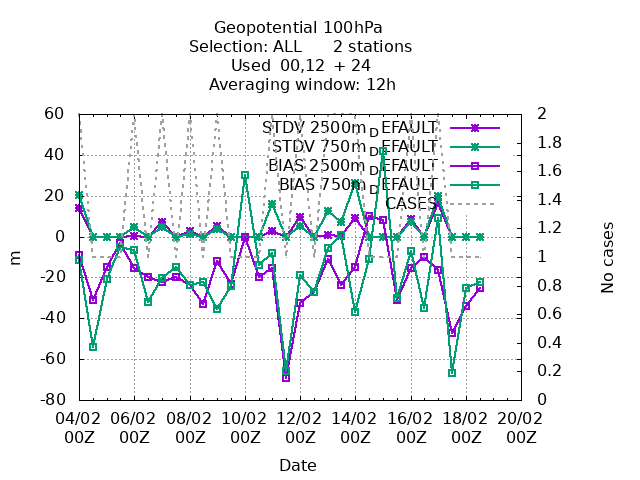 Geopotential 100hPa
Selection: ALL 2 stations
Used 00,12 + 24
Averaging window: 12h
60
40
20
0
-20
-40
-60
-80
m
2
1.8
1.6
1.4
1.2
1
0.8
0.6
0.4
0.2
0
No cases
STDV 2500m DEFAULT
STDV 750m DEFAULT
BIAS 2500m DEFAULT
BIAS 750m DEFAULT
CASES
04/02 06/02 08/02 10/02 12/02 14/02 16/02 18/02 20/02
00Z 00Z 00Z 00Z 00Z 00Z 00Z 00Z 00Z
Date